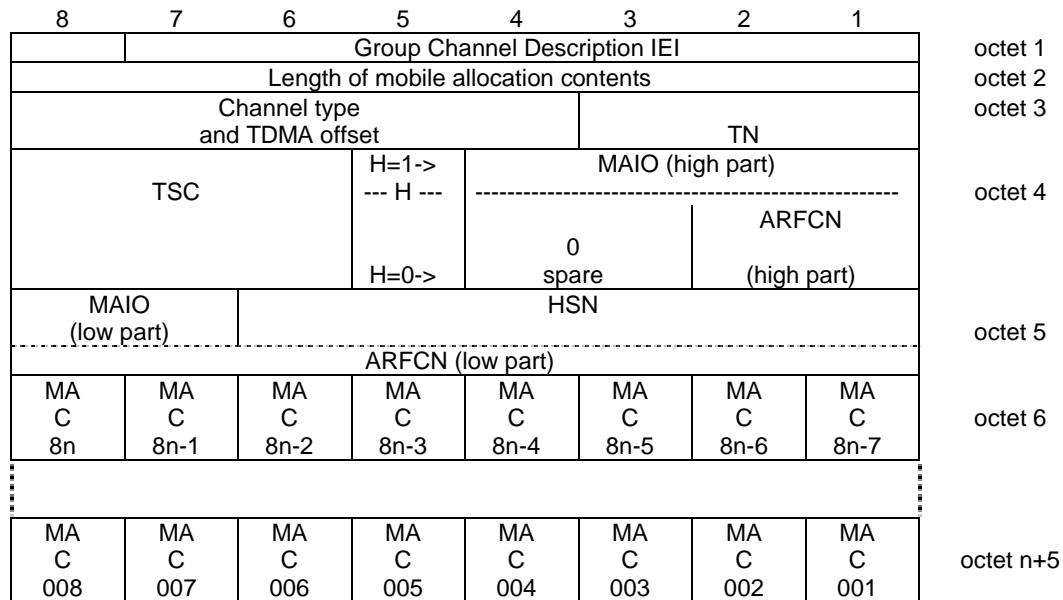 8 7 6 5 4 3 2 1
Group Channel Description IEI octet 1
Length of mobile allocation contents octet 2
Channel type octet 3
and TDMA offset TN
H=1-> MAIO (high part)
TSC --- H --- ------------------------------------------------------- octet 4
ARFCN
0
H=0-> spare (high part)
MAIO HSN
(low part) octet 5
ARFCN (low part)
MA MA MA MA MA MA MA MA
C C C C C C C C octet 6
8n 8n-1 8n-2 8n-3 8n-4 8n-5 8n-6 8n-7
MA MA MA MA MA MA MA MA
C C C C C C C C octet n+5
008 007 006 005 004 003 002 001